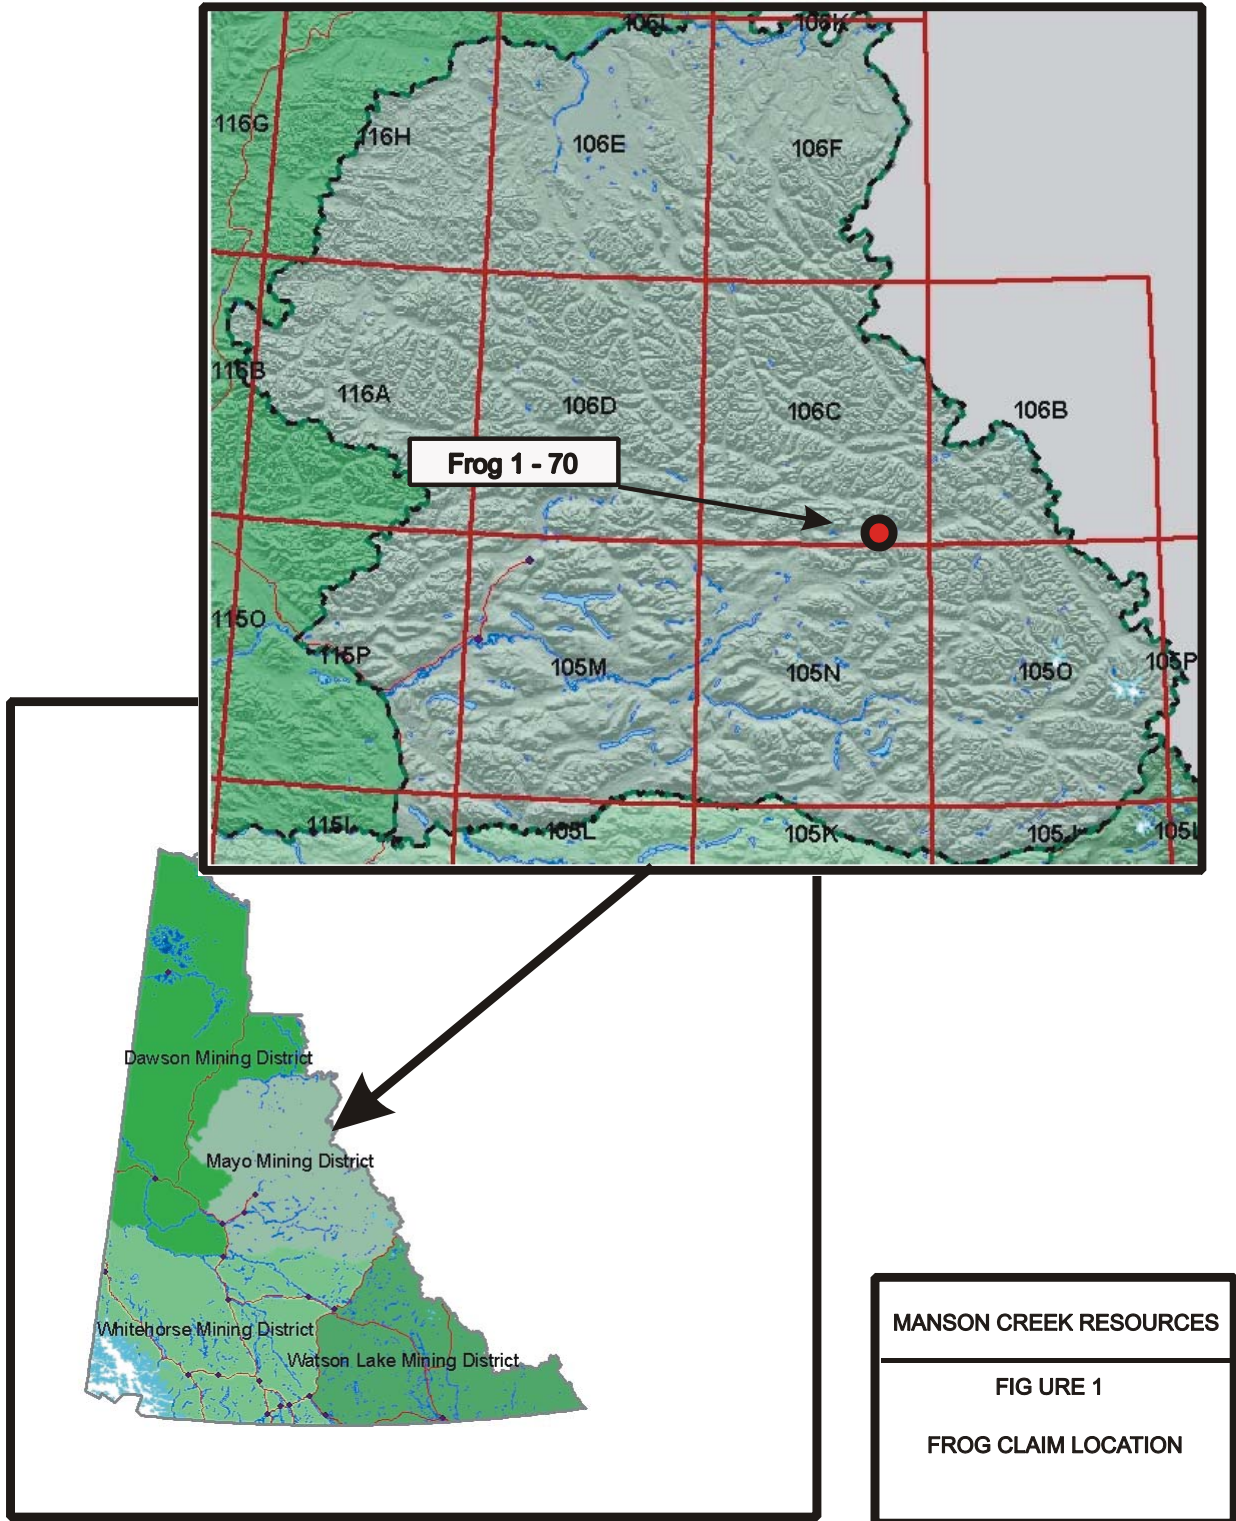 106L
106K
116G
116H
106E
106F
116B
116A
106D
106C
106B
Frog 1 - 70
115O
115P
105M
105N
105O
105P
115I
105L
105K
105J
105I
Dawson Mining District
Mayo Mining District
Whitehorse Mining District
Watson Lake Mining District
MANSON CREEK RESOURCES
FIG URE 1
FROG CLAIM LOCATION